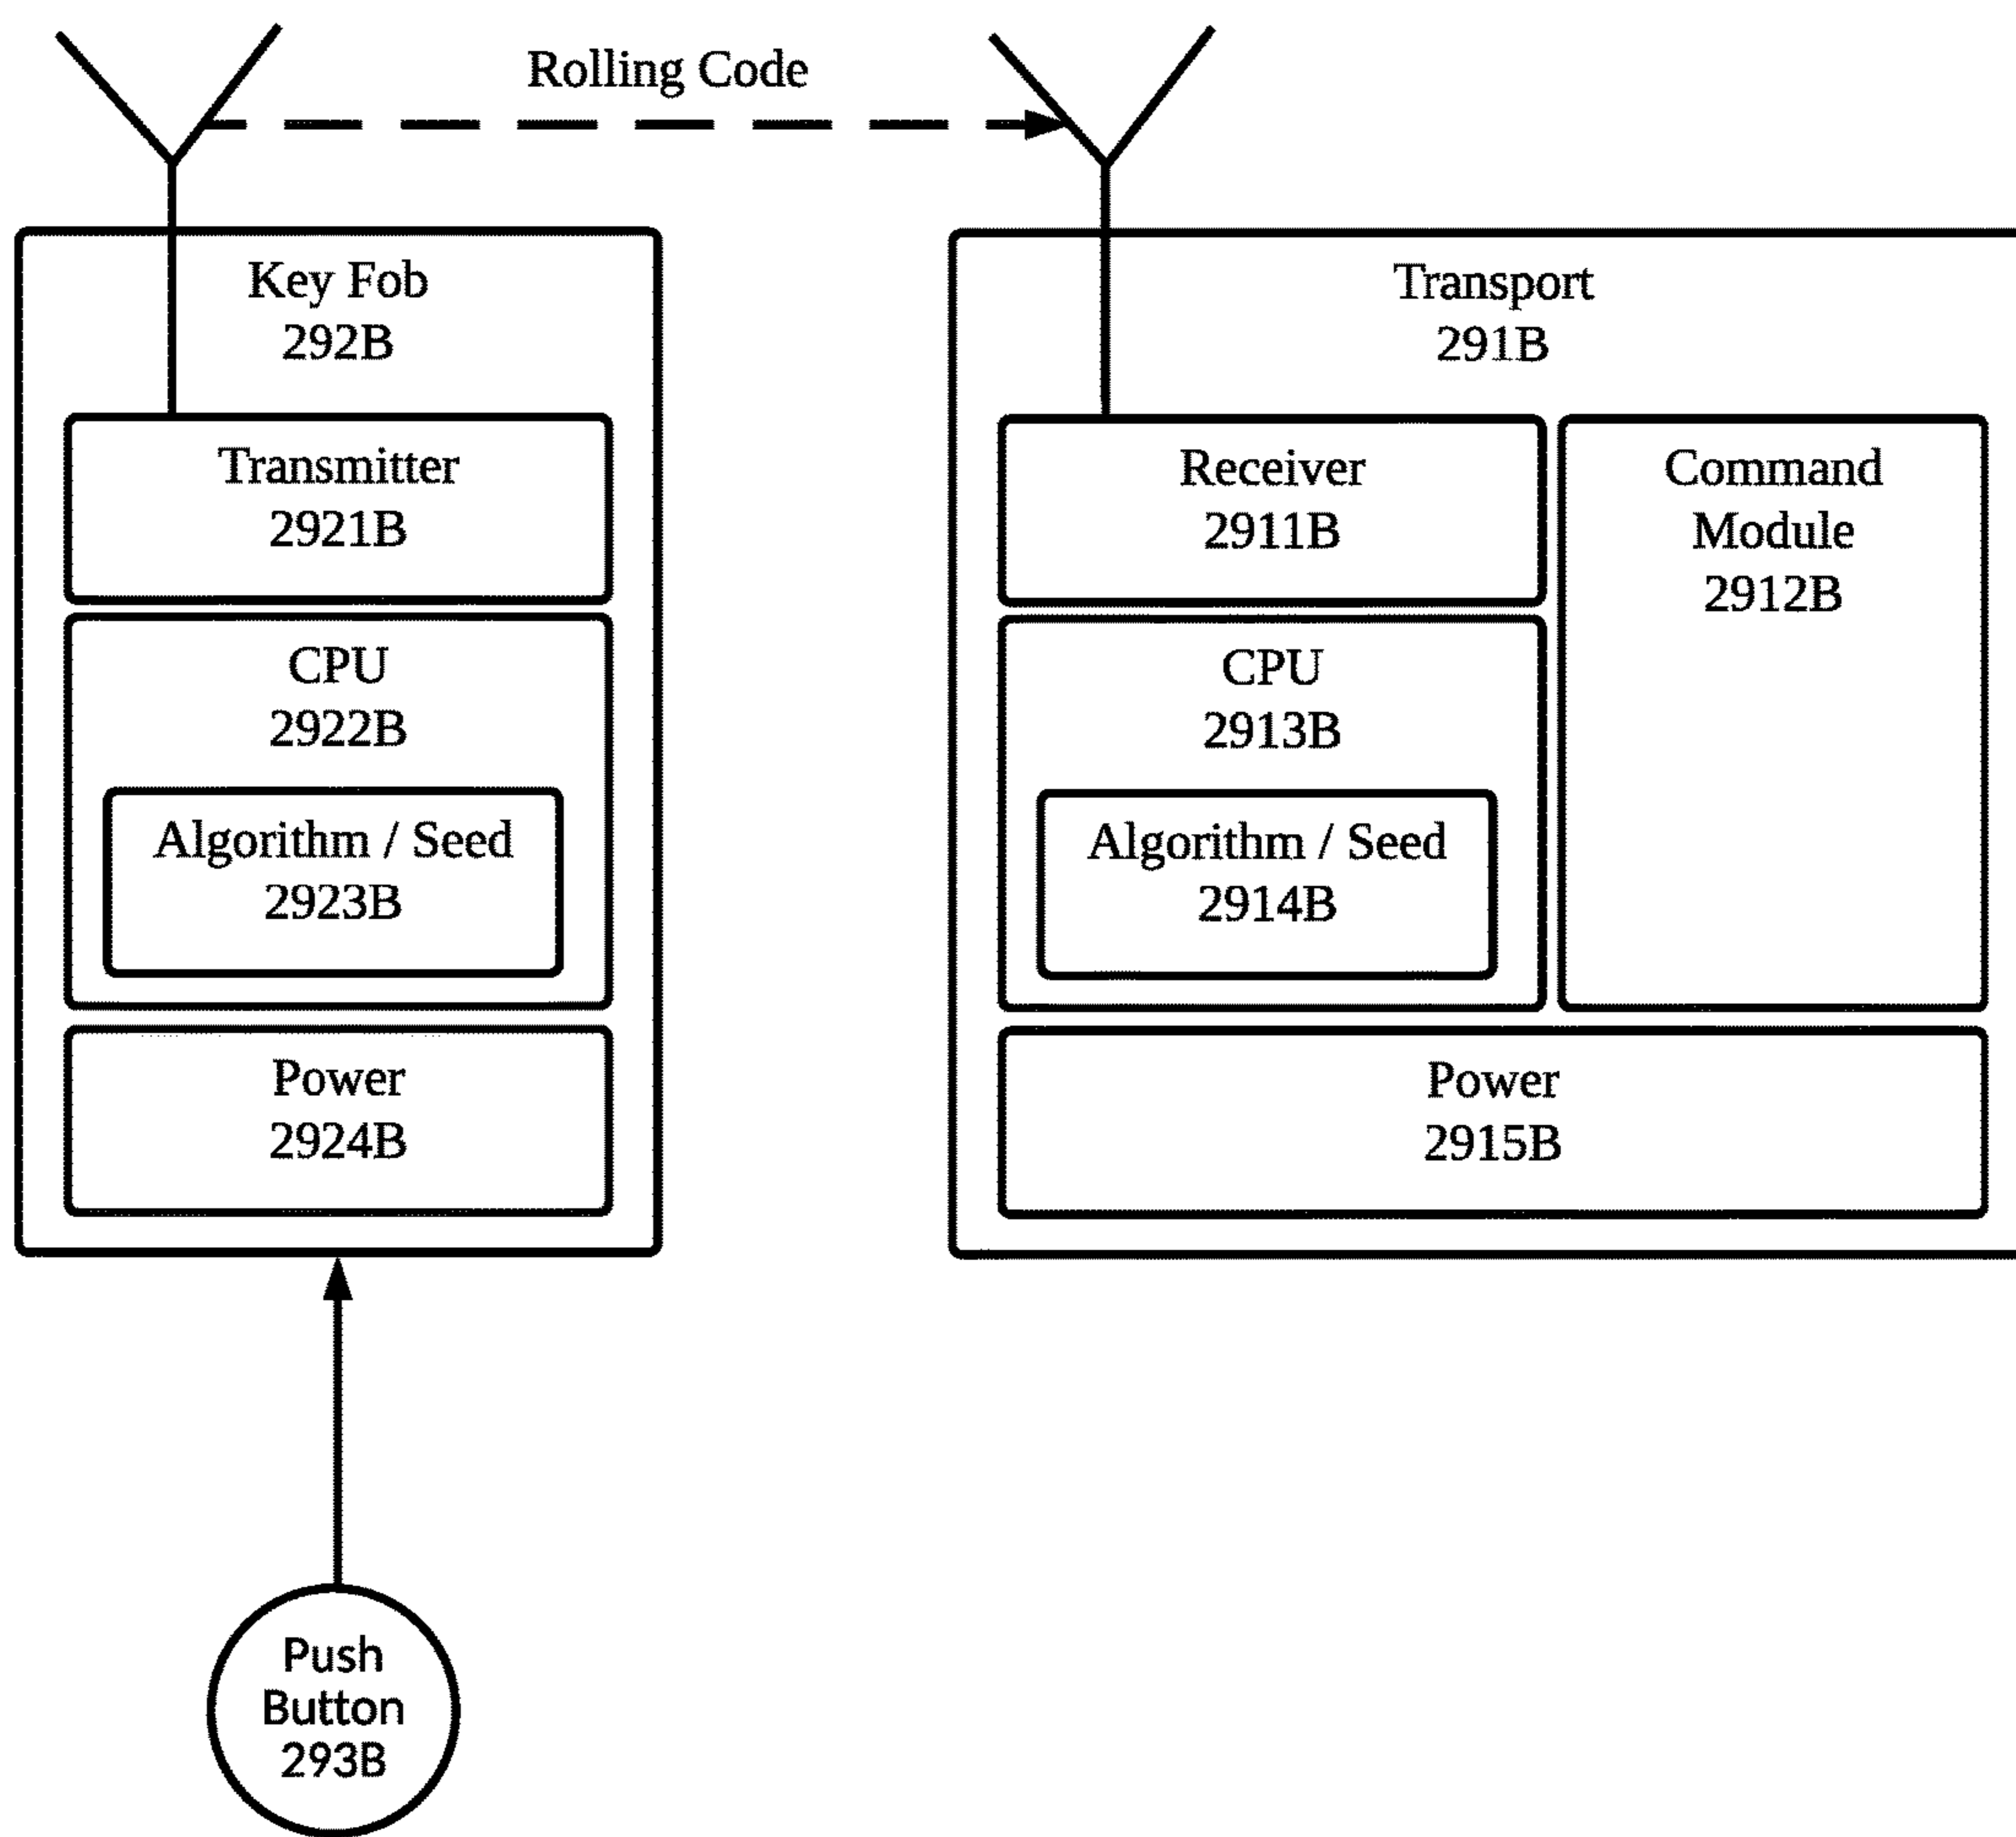 Rolling Code
Key Fob
292B
Transmitter
2921B
CPU
2922B
Algorithm / Seed
2923B
Power
2924B
Transport
291B
Receiver
2911B
Command
Module
2912B
CPU
2913B
Algorithm / Seed
2914B
Power
2915B
Push
Button
293B